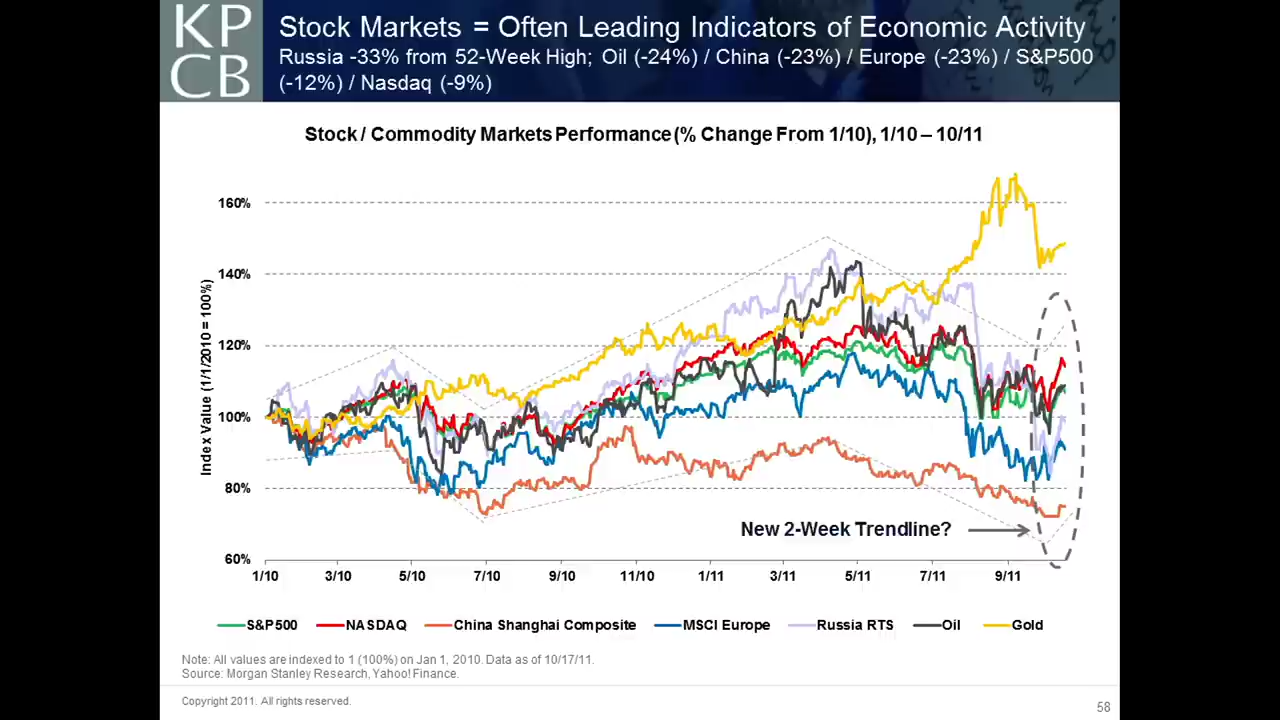 KP
CB
Stock Markets = Often Leading Indicators of Economic Activity
Russia -33% from 52-Week High; Oil (-24%) / China (-23%) / Europe (-23%) / S&P500
(-12%) / Nasdaq (-9%)
Stock / Commodity Markets Performance (% Change From 1/10), 1/10 – 10/11
Index Value (1/1/2010 = 100%)
160%
140%
120%
100%
80%
60%
New 2-Week Trendline?
1/10 3/10 5/10 7/10 9/10 11/10 1/11 3/11 5/11 7/11 9/11
S&P500 NASDAQ China Shanghai Composite MSCI Europe Russia RTS Oil Gold
Note: All values are indexed to 1 (100%) on Jan 1, 2010. Data as of 10/17/11.
Source: Morgan Stanley Research, Yahoo! Finance.
Copyright 2011. All rights reserved.
58